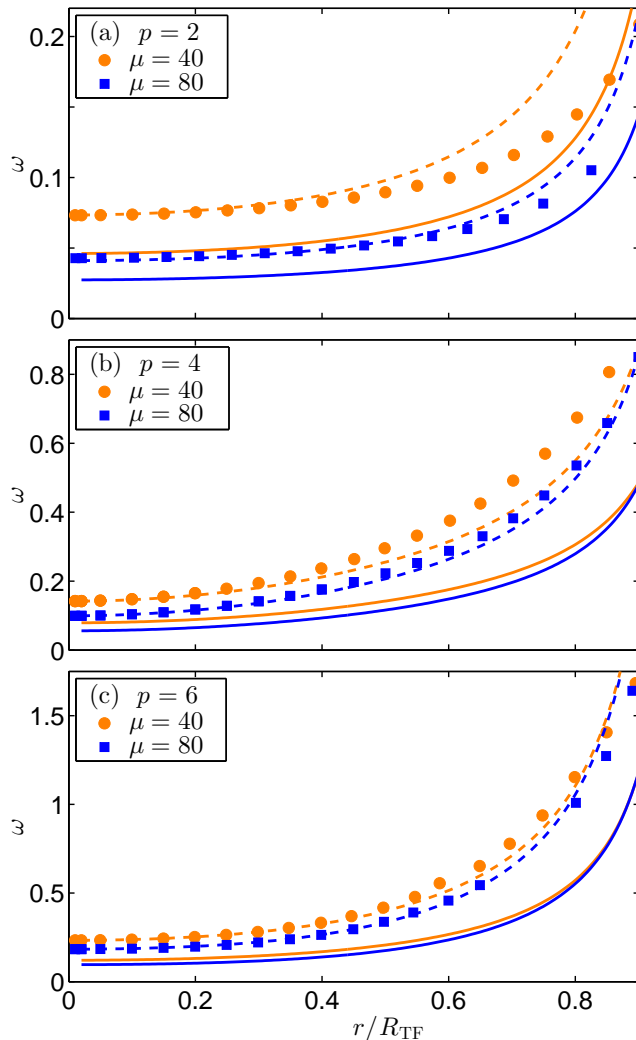 (a) p = 2
μ = 40
μ = 80
0.2
0.1
0
ω
(b) p = 4
μ = 40
μ = 80
0.8
0.6
0.4
0.2
0
ω
(c) p = 6
μ = 40
μ = 80
1.5
1
0.5
0
ω
0 0.2 0.4 0.6 0.8
r/R_TF